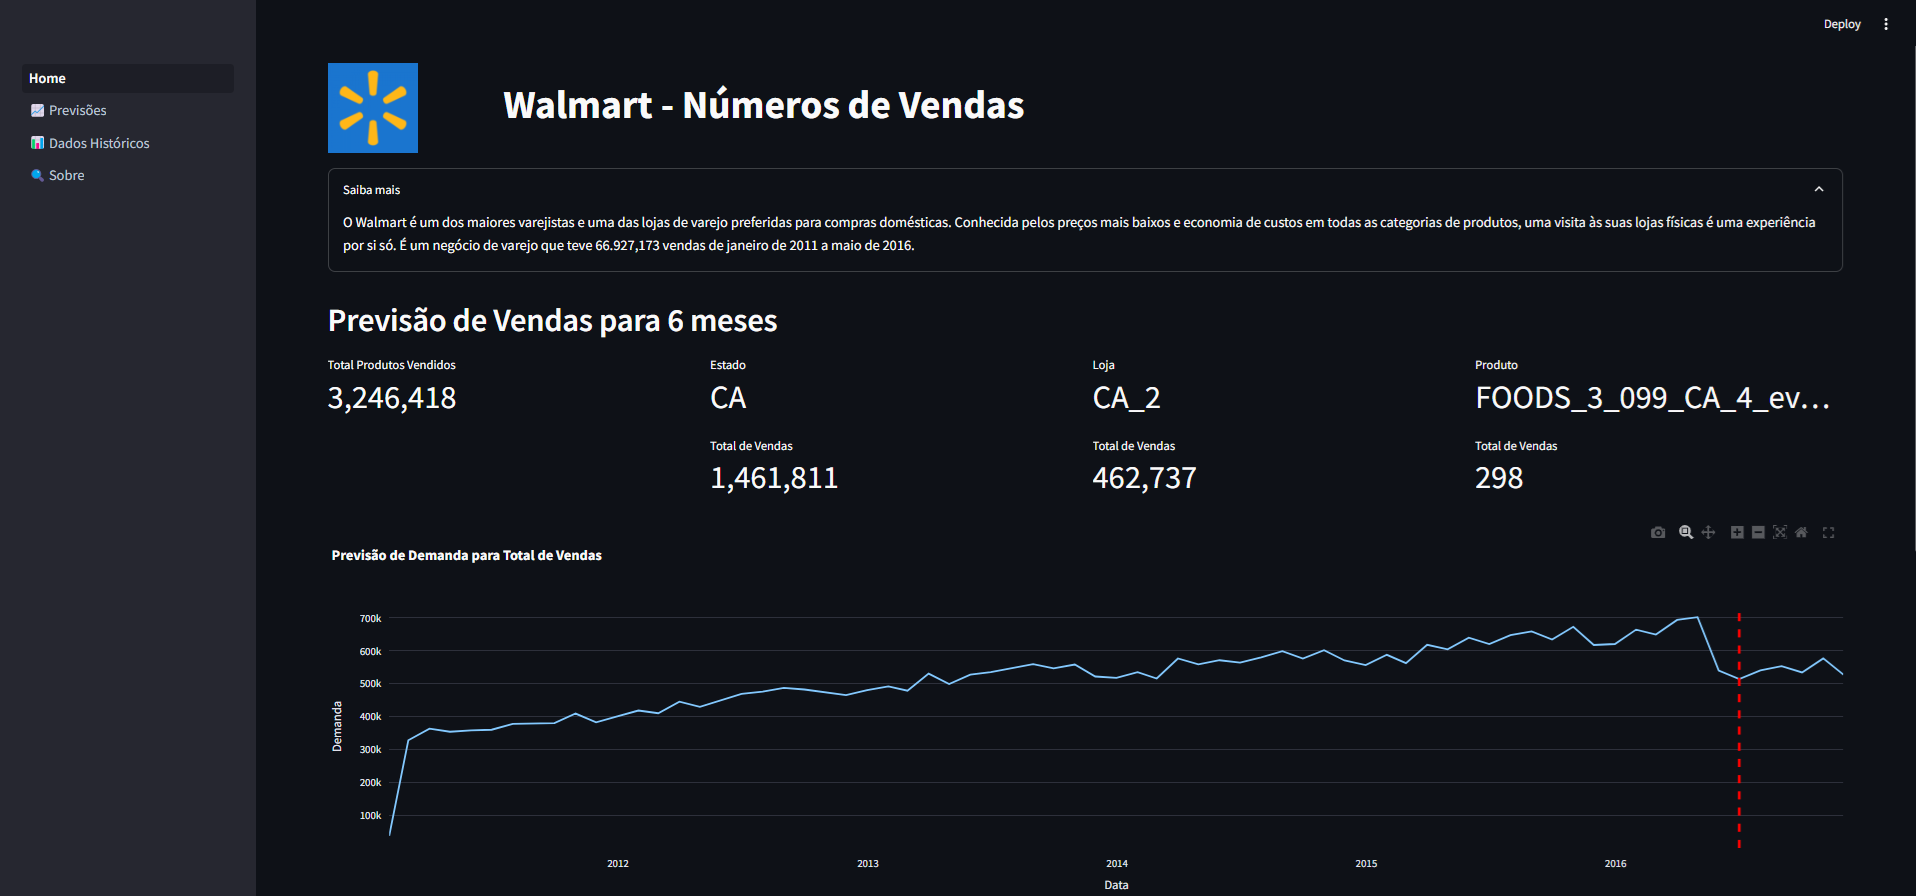 Deploy
Home
Previsões
Dados Históricos
Sobre
Walmart - Números de Vendas
Saiba mais
O Walmart é um dos maiores varejistas e uma das lojas de varejo preferidas para compras domésticas. Conhecida pelos preços mais baixos e economia de custos em todas as categorias de produtos, uma visita às suas lojas físicas é uma experiência
por si só. É um negócio de varejo que teve 66.927,173 vendas de janeiro de 2011 a maio de 2016.
Previsão de Vendas para 6 meses
Total Produtos Vendidos
3,246,418
Estado
CA
Total de Vendas
1,461,811
Loja
CA_2
Total de Vendas
462,737
Produto
FOODS_3_099_CA_4_ev...
Total de Vendas
298
Previsão de Demanda para Total de Vendas
Demanda
700k
600k
500k
400k
300k
200k
100k
2012 2013 2014 2015 2016
Data